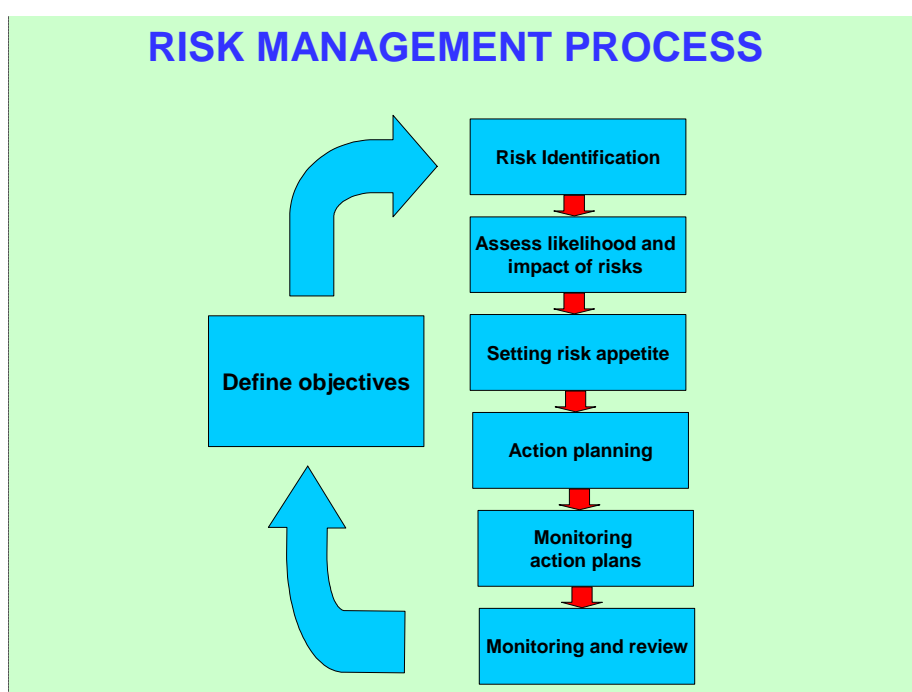 RISK MANAGEMENT PROCESS
Risk Identification
Assess likelihood and
impact of risks
Setting risk appetite
Define objectives
Action planning
Monitoring
action plans
Monitoring and review